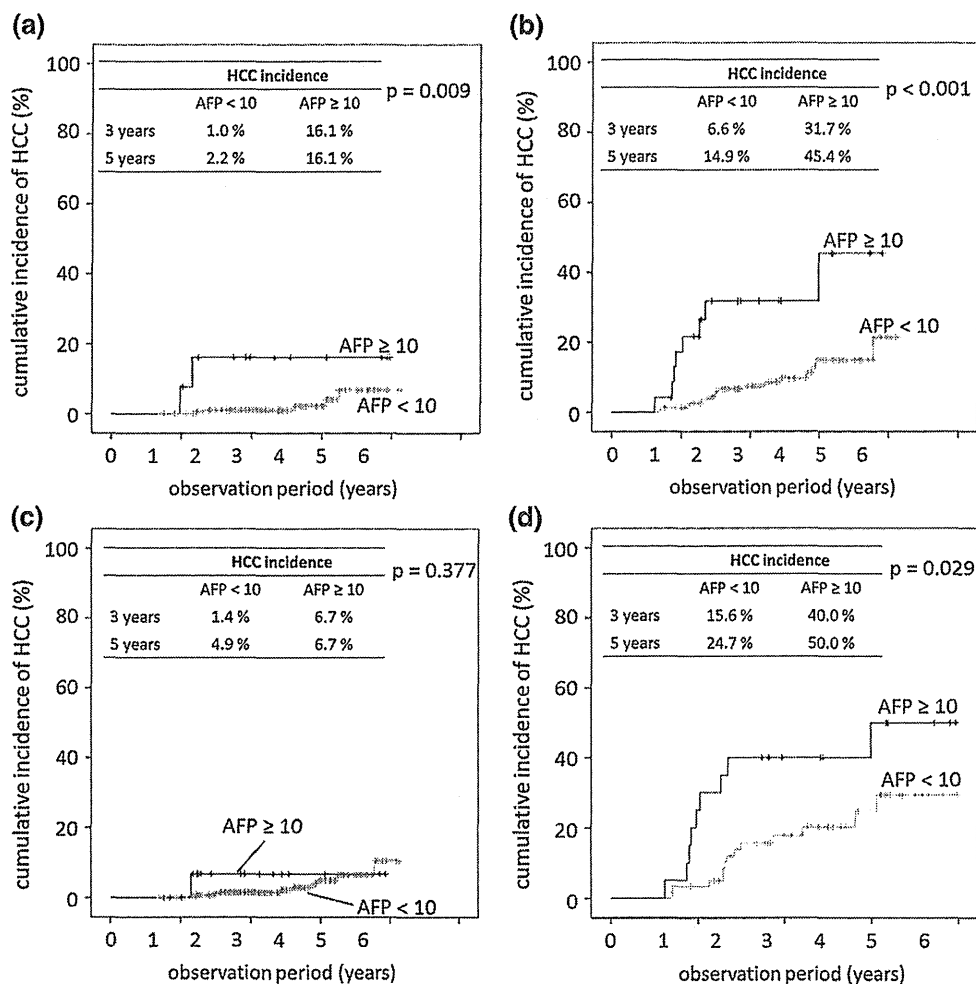 (a)
100
80
60
40
20
0
cumulative incidence of HCC (%)
HCC incidence
AFP < 10 AFP ≥ 10
3 years 1.0 % 16.1 %
5 years 2.2 % 16.1 %
p = 0.009
AFP ≥ 10
AFP < 10
0 1 2 3 4 5 6
observation period (years)
(b)
100
80
60
40
20
0
cumulative incidence of HCC (%)
HCC incidence
AFP < 10 AFP ≥ 10
3 years 6.6 % 31.7 %
5 years 14.9 % 45.4 %
p < 0.001
AFP ≥ 10
AFP < 10
0 1 2 3 4 5 6
observation period (years)
(c)
100
80
60
40
20
0
cumulative incidence of HCC (%)
HCC incidence
AFP < 10 AFP ≥ 10
3 years 1.4 % 6.7 %
5 years 4.9 % 6.7 %
p = 0.377
AFP ≥ 10
AFP < 10
0 1 2 3 4 5 6
observation period (years)
(d)
100
80
60
40
20
0
cumulative incidence of HCC (%)
HCC incidence
AFP < 10 AFP ≥ 10
3 years 15.6 % 40.0 %
5 years 24.7 % 50.0 %
p = 0.029
AFP ≥ 10
AFP < 10
0 1 2 3 4 5 6
observation period (years)